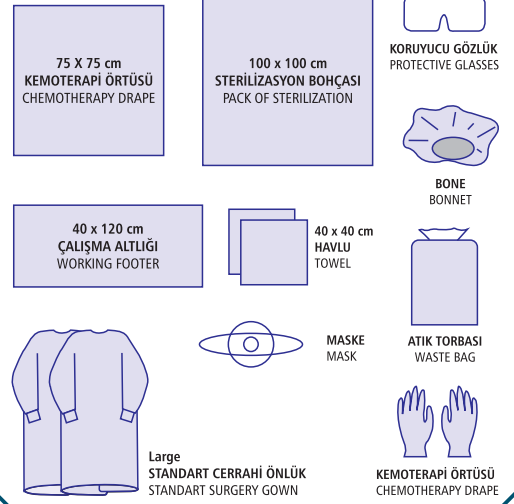 75 X 75 cm
KEMOTERAPİ ÖRTÜSÜ
CHEMOTHERAPY DRAPE
100 x 100 cm
STERİLİZASYON BOHÇASI
PACK OF STERILIZATION
KORUYUCU GÖZLÜK
PROTECTIVE GLASSES
BONE
BONNET
40 x 120 cm
ÇALIŞMA ALTLIĞI
WORKING FOOTER
40 x 40 cm
HAVLU
TOWEL
MASKE
MASK
ATIK TORBASI
WASTE BAG
Large
STANDART CERRAHİ ÖNLÜK
STANDART SURGERY GOWN
KEMOTERAPİ ÖRTÜSÜ
CHEMOTHERAPY DRAPE